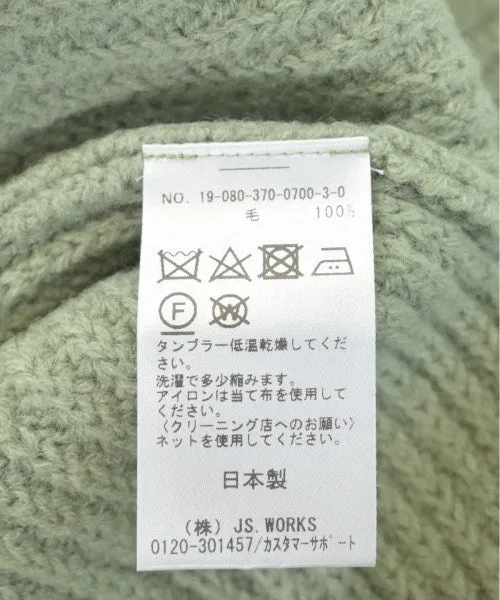 NO. 19-080-370-0700-3-0
毛 100%
F W
タンブラー低温乾燥してくだ
さい。
洗濯で多少縮みます。
アイロンは当て布を使用して
ください。
〈クリーニング店へのお願い〉
ネットを使用してください。
日本製
(株) JS.WORKS
0120-301457/カスタマーサポート